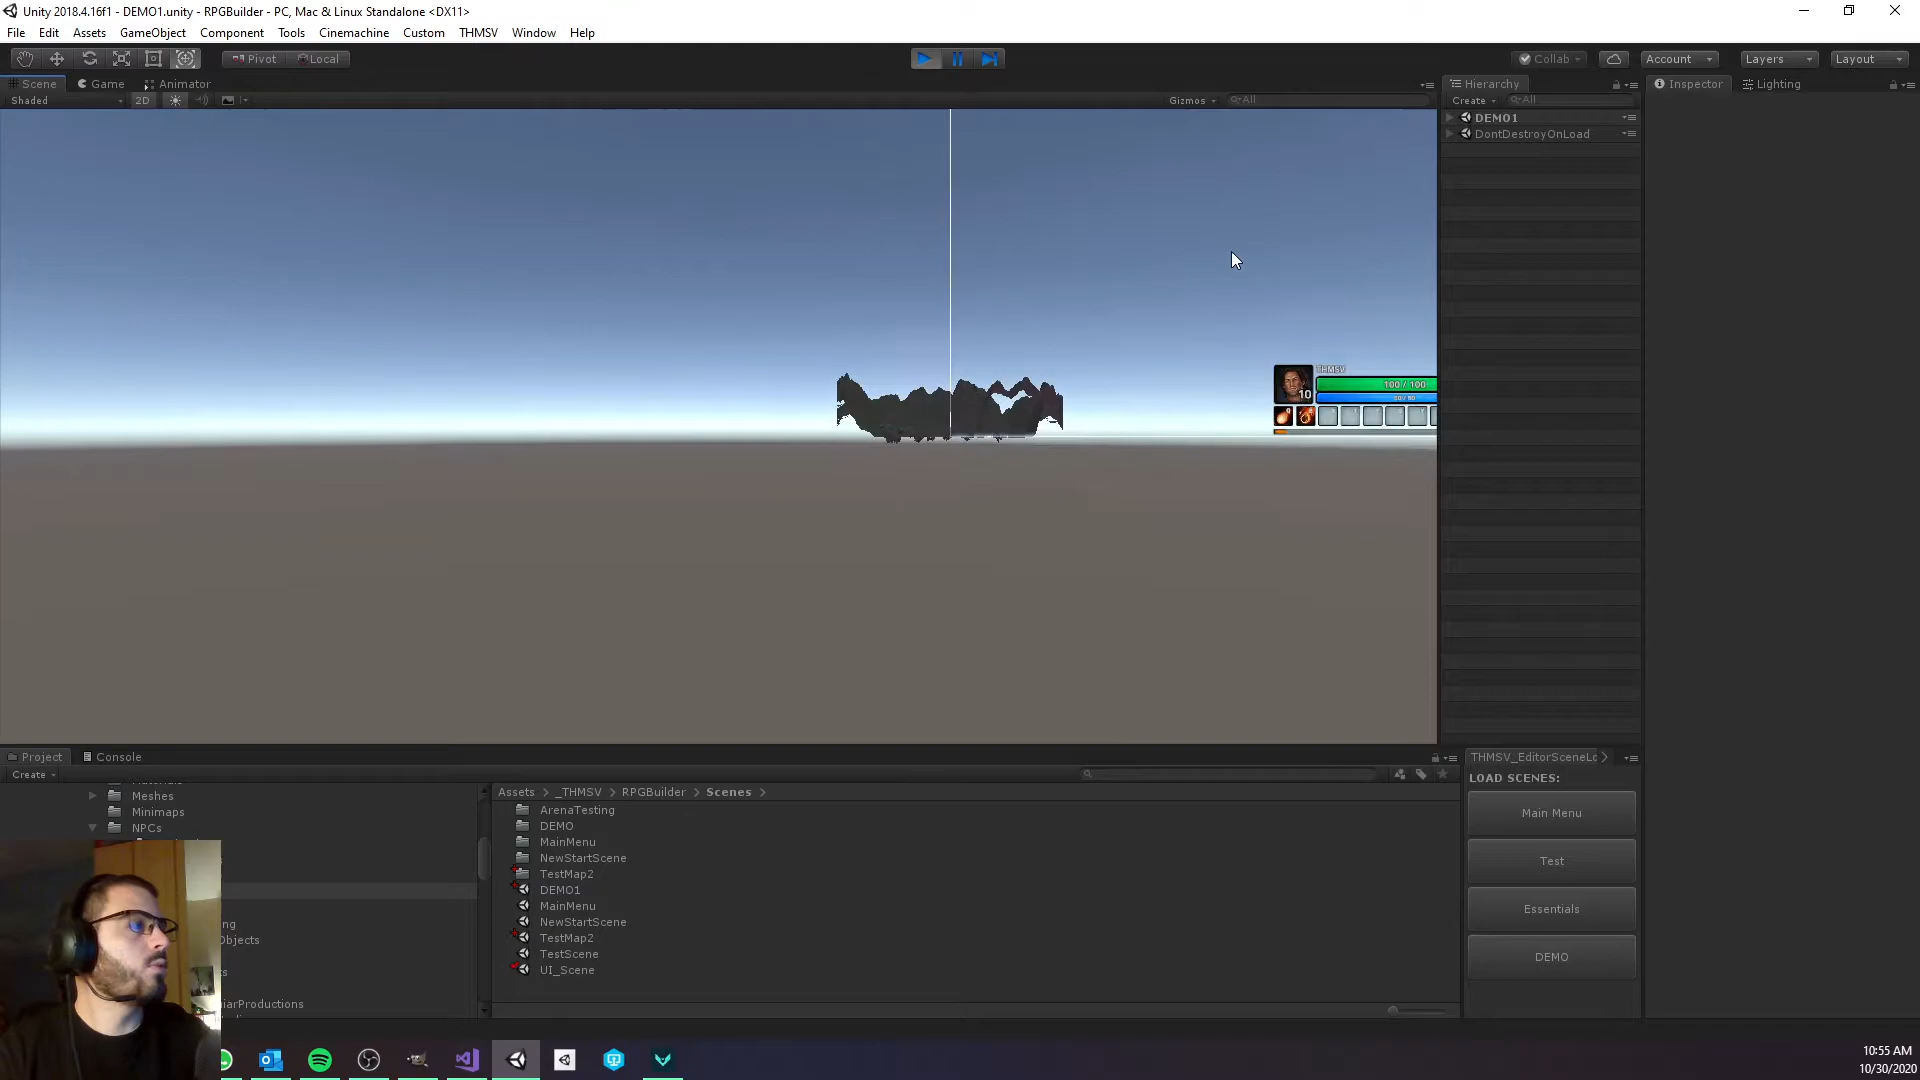 Unity 2018.4.16f1 - DEMO1.unity - RPGBuilder - PC, Mac & Linux Standalone <DX11>
File Edit Assets GameObject Component Tools Cinemachine Custom THMSV Window Help
Pivot Local Collab Account Layers Layout
Scene Game Animator Hierarchy Inspector Lighting
Shaded 2D Gizmos All Create All
DEMO1
DontDestroyOnLoad
THMSV
100 / 100
10
Project Console THMSV_EditorSceneLo
Create LOAD SCENES:
Assets _THMSV RPGBuilder Scenes
Meshes
Minimaps
NPCs
ng
Objects
s
iarProductions
ArenaTesting
DEMO
MainMenu
NewStartScene
TestMap2
DEMO1
MainMenu
NewStartScene
TestMap2
TestScene
UI_Scene
Main Menu
Test
Essentials
DEMO
10:55 AM
10/30/2020